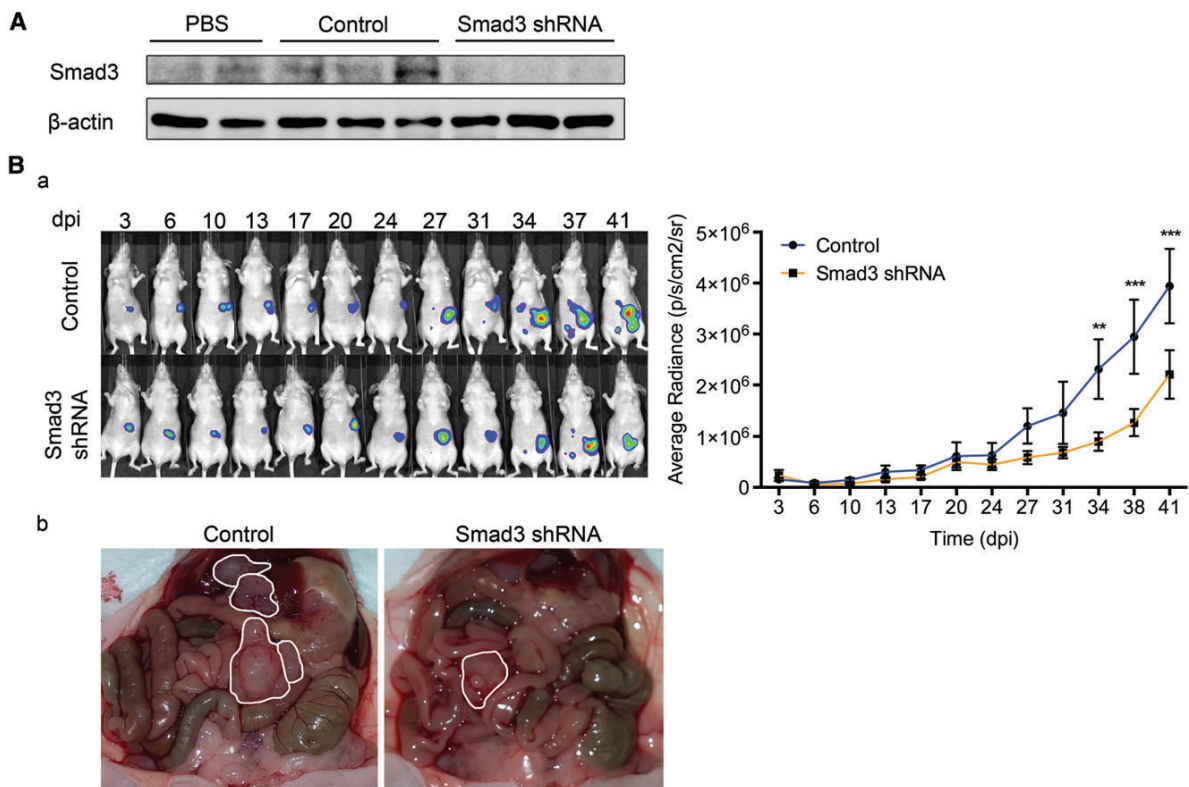 A
PBS Control Smad3 shRNA
Smad3
β-actin
B
a
dpi 3 6 10 13 17 20 24 27 31 34 37 41
Control
Smad3
shRNA
5×10⁶
4×10⁶
3×10⁶
2×10⁶
1×10⁶
0
Average Radiance (p/s/cm2/sr)
Control
Smad3 shRNA
**
***
***
3 6 10 13 17 20 24 27 31 34 38 41
Time (dpi)
b
Control Smad3 shRNA